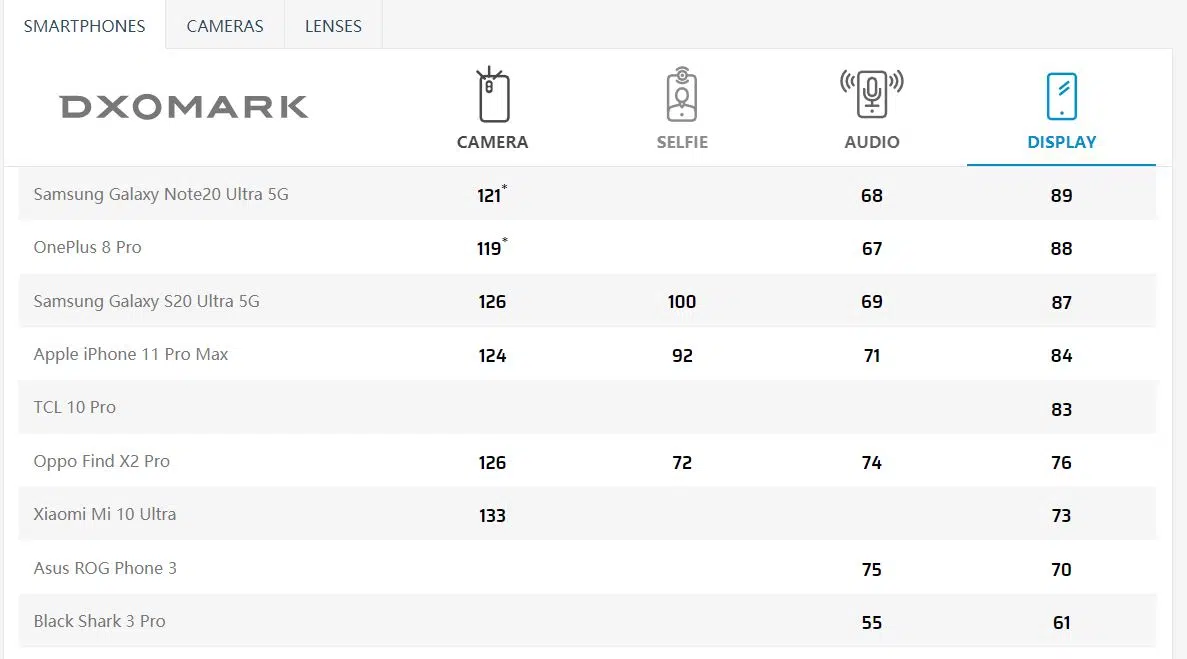 SMARTPHONES CAMERAS LENSES
DXOMARK
CAMERA SELFIE AUDIO DISPLAY
Samsung Galaxy Note20 Ultra 5G 121* 68 89
OnePlus 8 Pro 119* 67 88
Samsung Galaxy S20 Ultra 5G 126 100 69 87
Apple iPhone 11 Pro Max 124 92 71 84
TCL 10 Pro 83
Oppo Find X2 Pro 126 72 74 76
Xiaomi Mi 10 Ultra 133 73
Asus ROG Phone 3 75 70
Black Shark 3 Pro 55 61